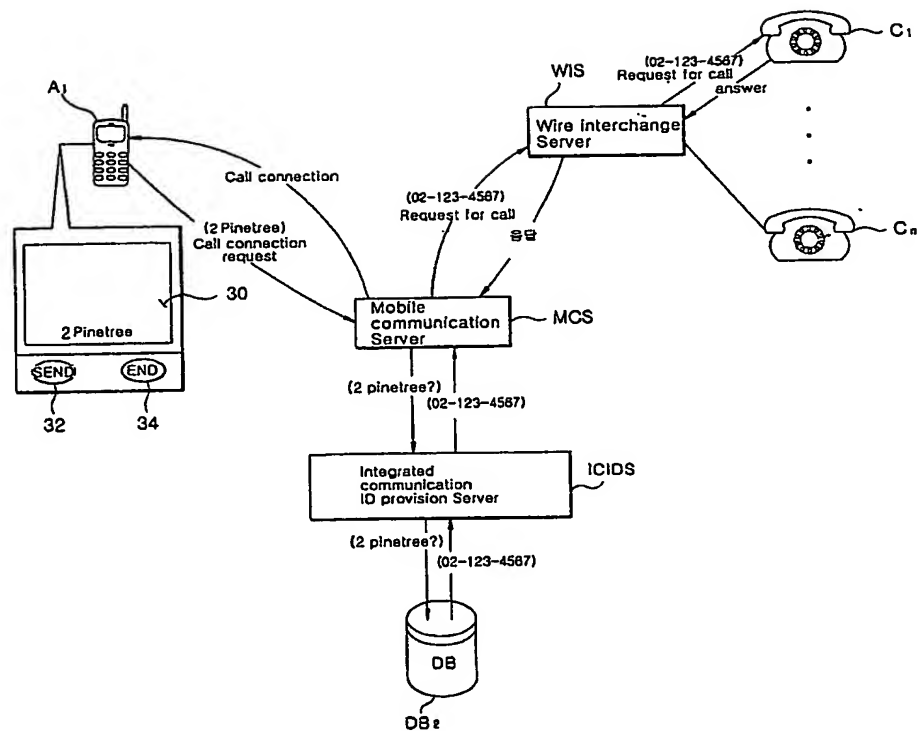 A1
Call connection
(2 Pinetree)
Call connection
request
30
2 Pinetree
SEND
END
32
34
WIS
Wire interchange
Server
(02-123-4567)
Request for call
answer
C1
Cn
(02-123-4567)
Request for call
응답
Mobile
communication
Server
MCS
(2 pinetree?)
(02-123-4567)
Integrated
communication
ID provision Server
ICIDS
(2 pinetree?)
(02-123-4567)
DB
DB2